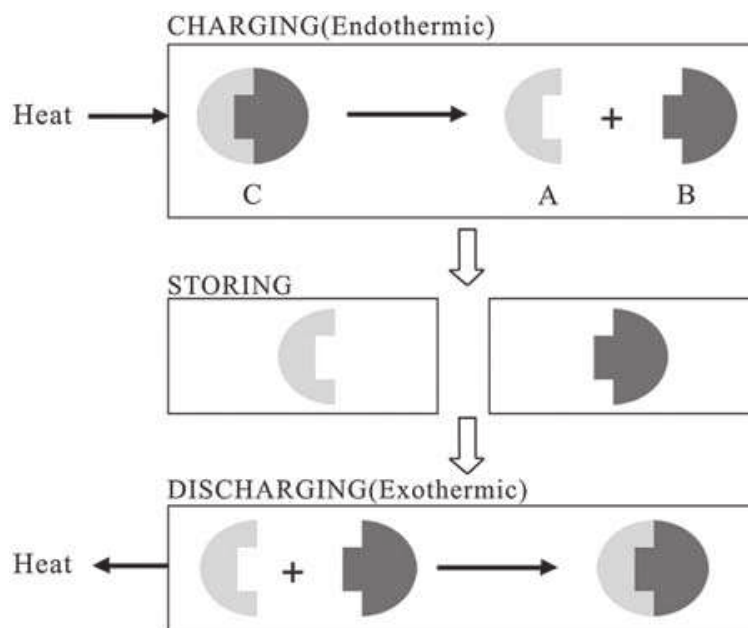 CHARGING(Endothermic)
Heat
+
C
A
B
STORING
DISCHARGING(Exothermic)
Heat
+